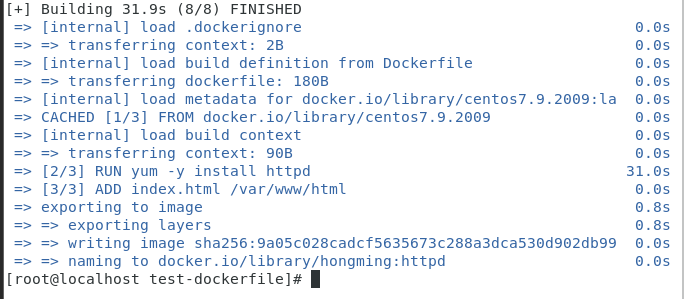 [+] Building 31.9s (8/8) FINISHED
=> [internal] load .dockerignore 0.0s
=> => transferring context: 2B 0.0s
=> [internal] load build definition from Dockerfile 0.0s
=> => transferring dockerfile: 180B 0.0s
=> [internal] load metadata for docker.io/library/centos7.9.2009:la 0.0s
=> CACHED [1/3] FROM docker.io/library/centos7.9.2009 0.0s
=> [internal] load build context 0.0s
=> => transferring context: 90B 0.0s
=> [2/3] RUN yum -y install httpd 31.0s
=> [3/3] ADD index.html /var/www/html 0.0s
=> exporting to image 0.8s
=> => exporting layers 0.8s
=> => writing image sha256:9a05c028cadcf5635673c288a3dca530d902db99 0.0s
=> => naming to docker.io/library/hongming:httpd 0.0s
[root@localhost test-dockerfile]#